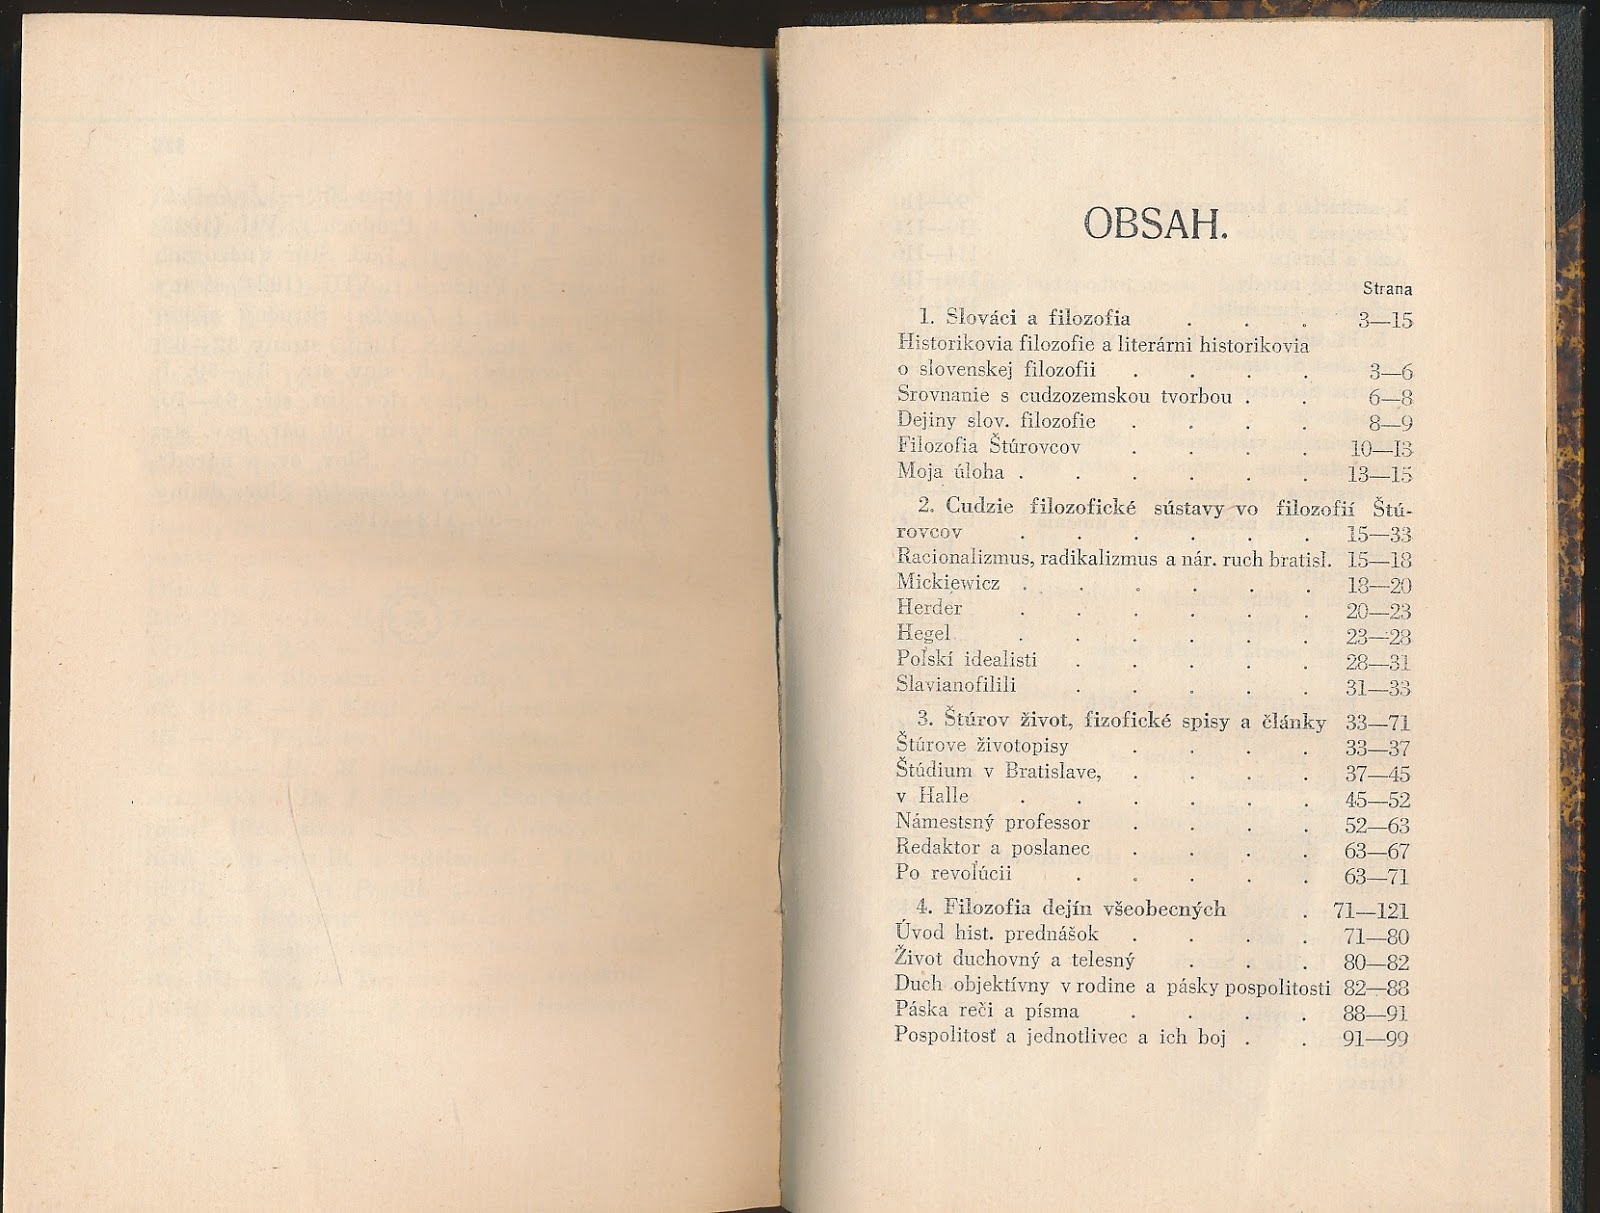 OBSAH.
Strana
1. Slováci a filozofia . . . 3—15
Historikovia filozofie a literárni historikovia
o slovenskej filozofii . . . . 3—6
Srovnanie s cudzozemskou tvorbou . . 6—8
Dejiny slov. filozofie . . . . 8—9
Filozofia Štúrovcov . . . . 10—13
Moja úloha . . . . . . 13—15
2. Cudzie filozofické sústavy vo filozofií Štú-
rovcov . . . . . . 15—33
Racionalizmus, radikalizmus a nár. ruch bratisl. 15—18
Mickiewicz . . . . . . 18—20
Herder . . . . . . 20—23
Hegel . . . . . . 23—28
Poľskí idealisti . . . . . 28—31
Slavianofilili . . . . . 31—33
3. Štúrov život, fizofické spisy a články 33—71
Štúrove životopisy . . . . 33—37
Štúdium v Bratislave, . . . . 37—45
v Halle . . . . . . 45—52
Námestsný professor . . . . 52—63
Redaktor a poslanec . . . . 63—67
Po revolúcii . . . . . 63—71
4. Filozofia dejín všeobecných . 71—121
Úvod hist. prednášok . . . . 71—80
Život duchovný a telesný . . . 80—82
Duch objektívny v rodine a pásky pospolitosti 82—88
Páska reči a písma . . . . 88—91
Pospolitosť a jednotlivec a ich boj . . 91—99